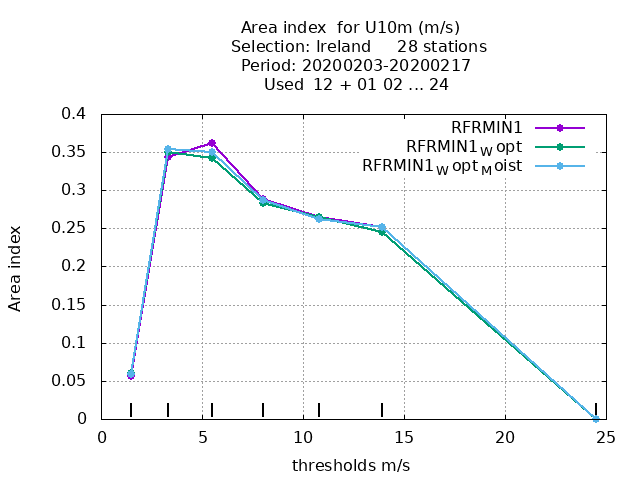 Area index  for U10m (m/s)
Selection: Ireland     28 stations
Period: 20200203-20200217
Used  12 + 01 02 ... 24
RFRMIN1
RFRMIN1Wopt
RFRMIN1WoptMoist
0.4
0.35
0.3
0.25
0.2
0.15
0.1
0.05
0
Area index
0 5 10 15 20 25
thresholds m/s